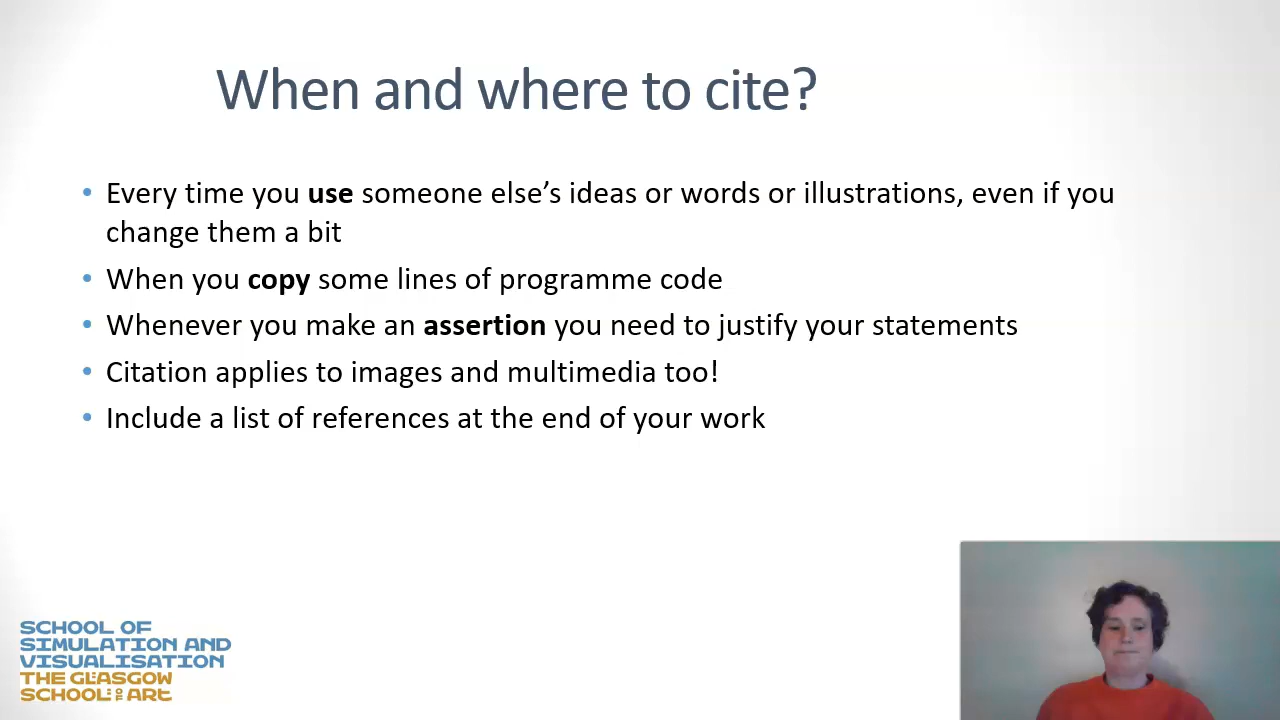 When and where to cite?
• Every time you use someone else’s ideas or words or illustrations, even if you
change them a bit
• When you copy some lines of programme code
• Whenever you make an assertion you need to justify your statements
• Citation applies to images and multimedia too!
• Include a list of references at the end of your work
SCHOOL OF
SIMULATION AND
VISUALISATION
THE GLASGOW
SCHOOL OF ART